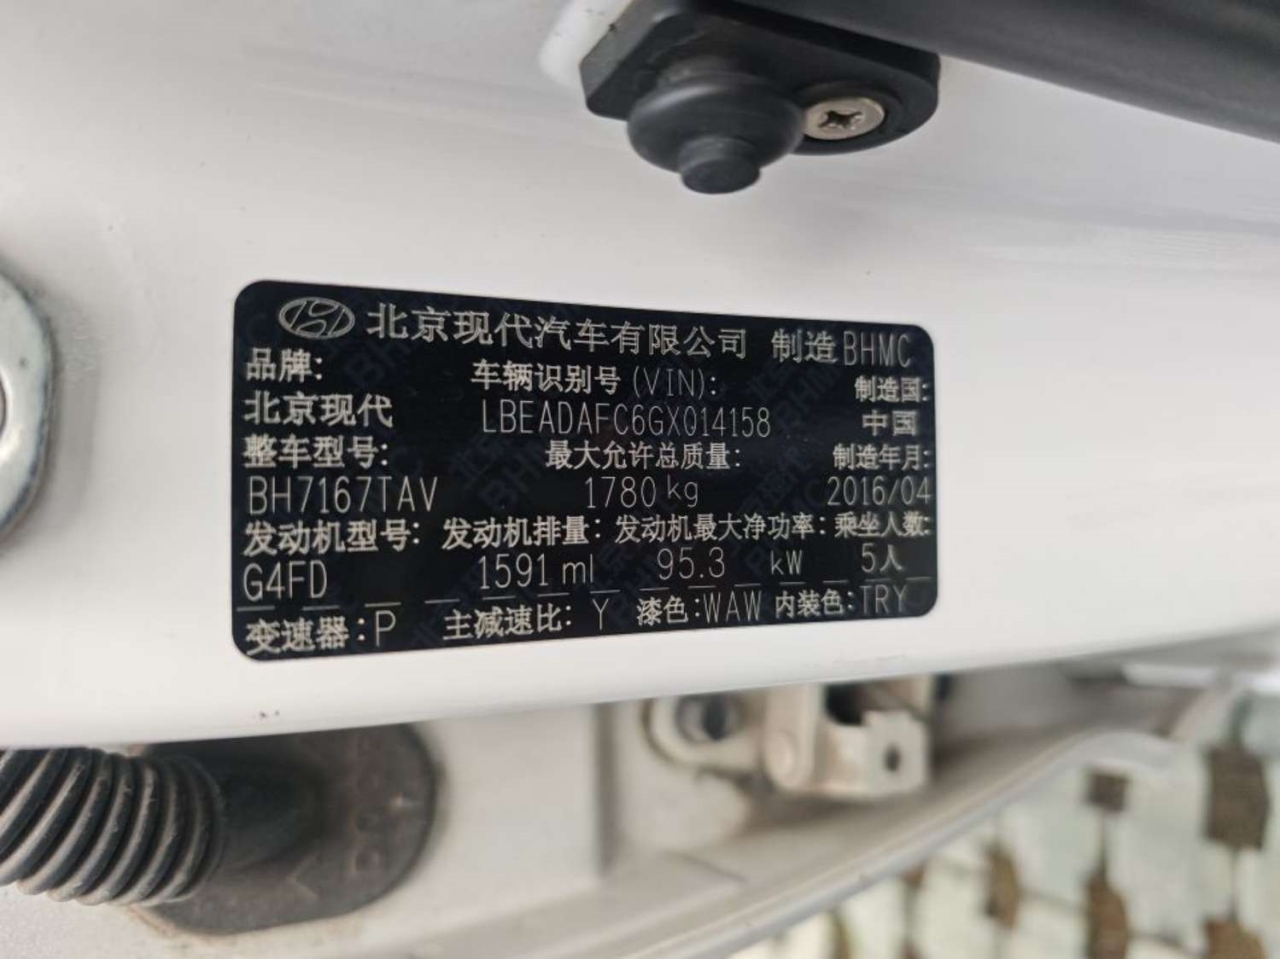 北京现代汽车有限公司 制造 BHMC
品牌: 车辆识别号(VIN): 制造国:
北京现代 LBEADAFC6GX014158 中国
整车型号: 最大允许总质量: 制造年月:
BH7167TAV 1780kg 2016/04
发动机型号: 发动机排量: 发动机最大净功率: 乘坐人数:
G4FD 1591ml 95.3 kW 5人
变速器:P 主减速比: Y 漆色:WAW 内装色:TRY